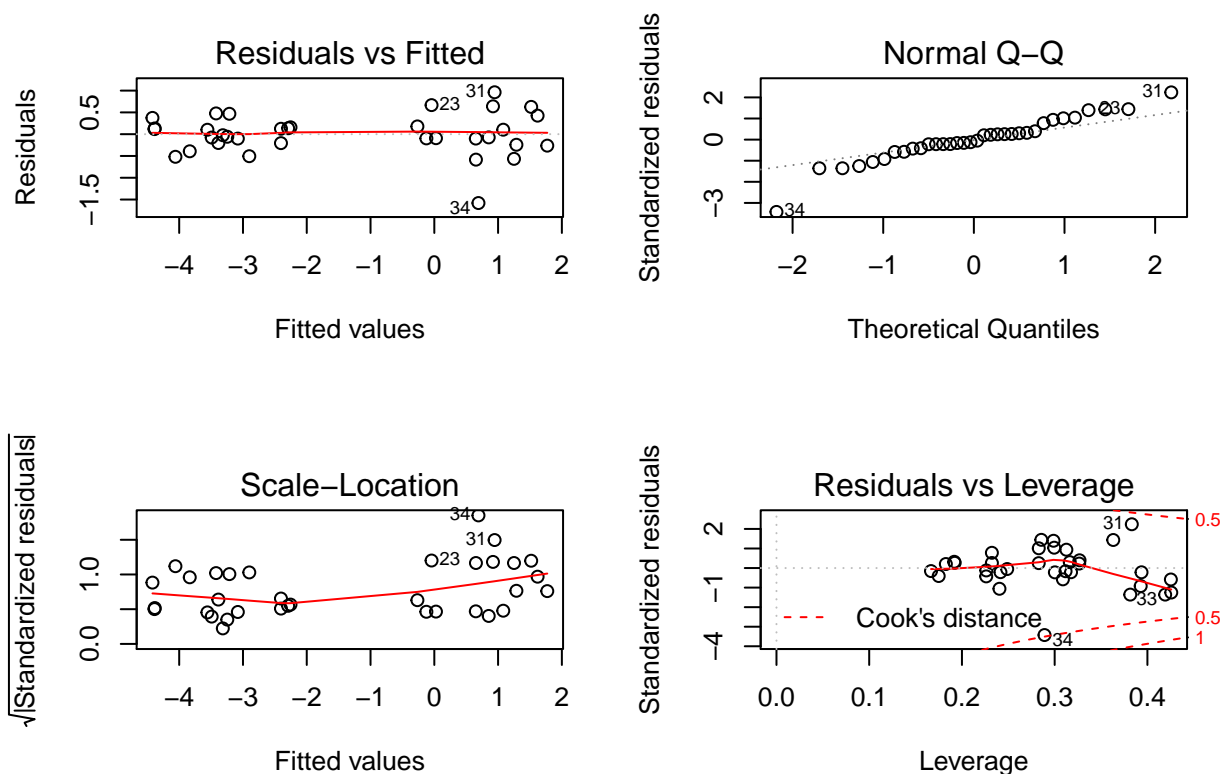 Residuals vs Fitted
Residuals
0.5
−1.5
31
23
34
−4 −3 −2 −1 0 1 2
Fitted values
Normal Q−Q
Standardized residuals
2
0
−3
31
23
34
−2 −1 0 1 2
Theoretical Quantiles
Scale−Location
√|Standardized residuals|
1.0
0.0
34
31
23
−4 −3 −2 −1 0 1 2
Fitted values
Residuals vs Leverage
Standardized residuals
2
−1
−4
31
33
34
Cook's distance
0.5
0.5
1
0.0 0.1 0.2 0.3 0.4
Leverage